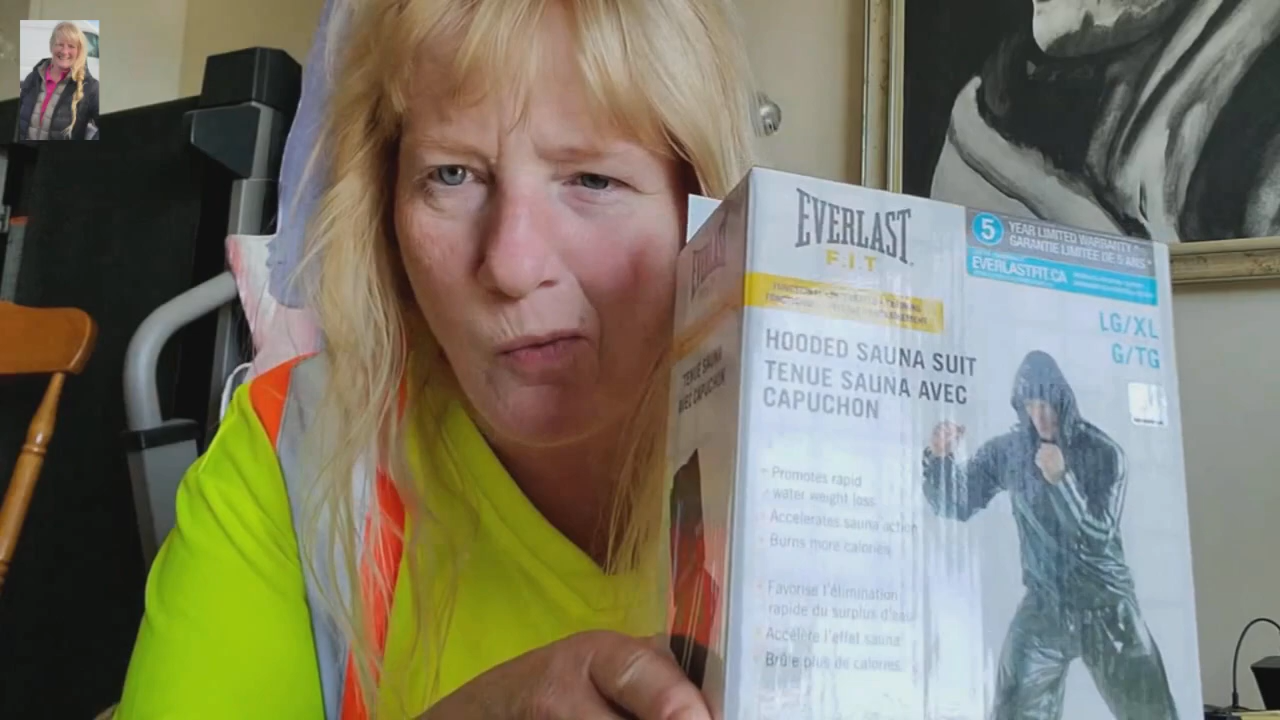 EVERLAST
F.I.T
5
YEAR LIMITED WARRANTY
GARANTIE LIMITÉE DE 5 ANS
EVERLASTFIT.CA
LG/XL
G/TG
HOODED SAUNA SUIT
TENUE SAUNA AVEC
CAPUCHON
Promotes rapid
water weight loss
Accelerates sauna action
Burns more calories
Favorise l'élimination
rapide du surplus d'eau
Accélère l'effet sauna
Brûle plus de calories
EVERLAST
TENUE SAUNA
AVEC CAPUCHON